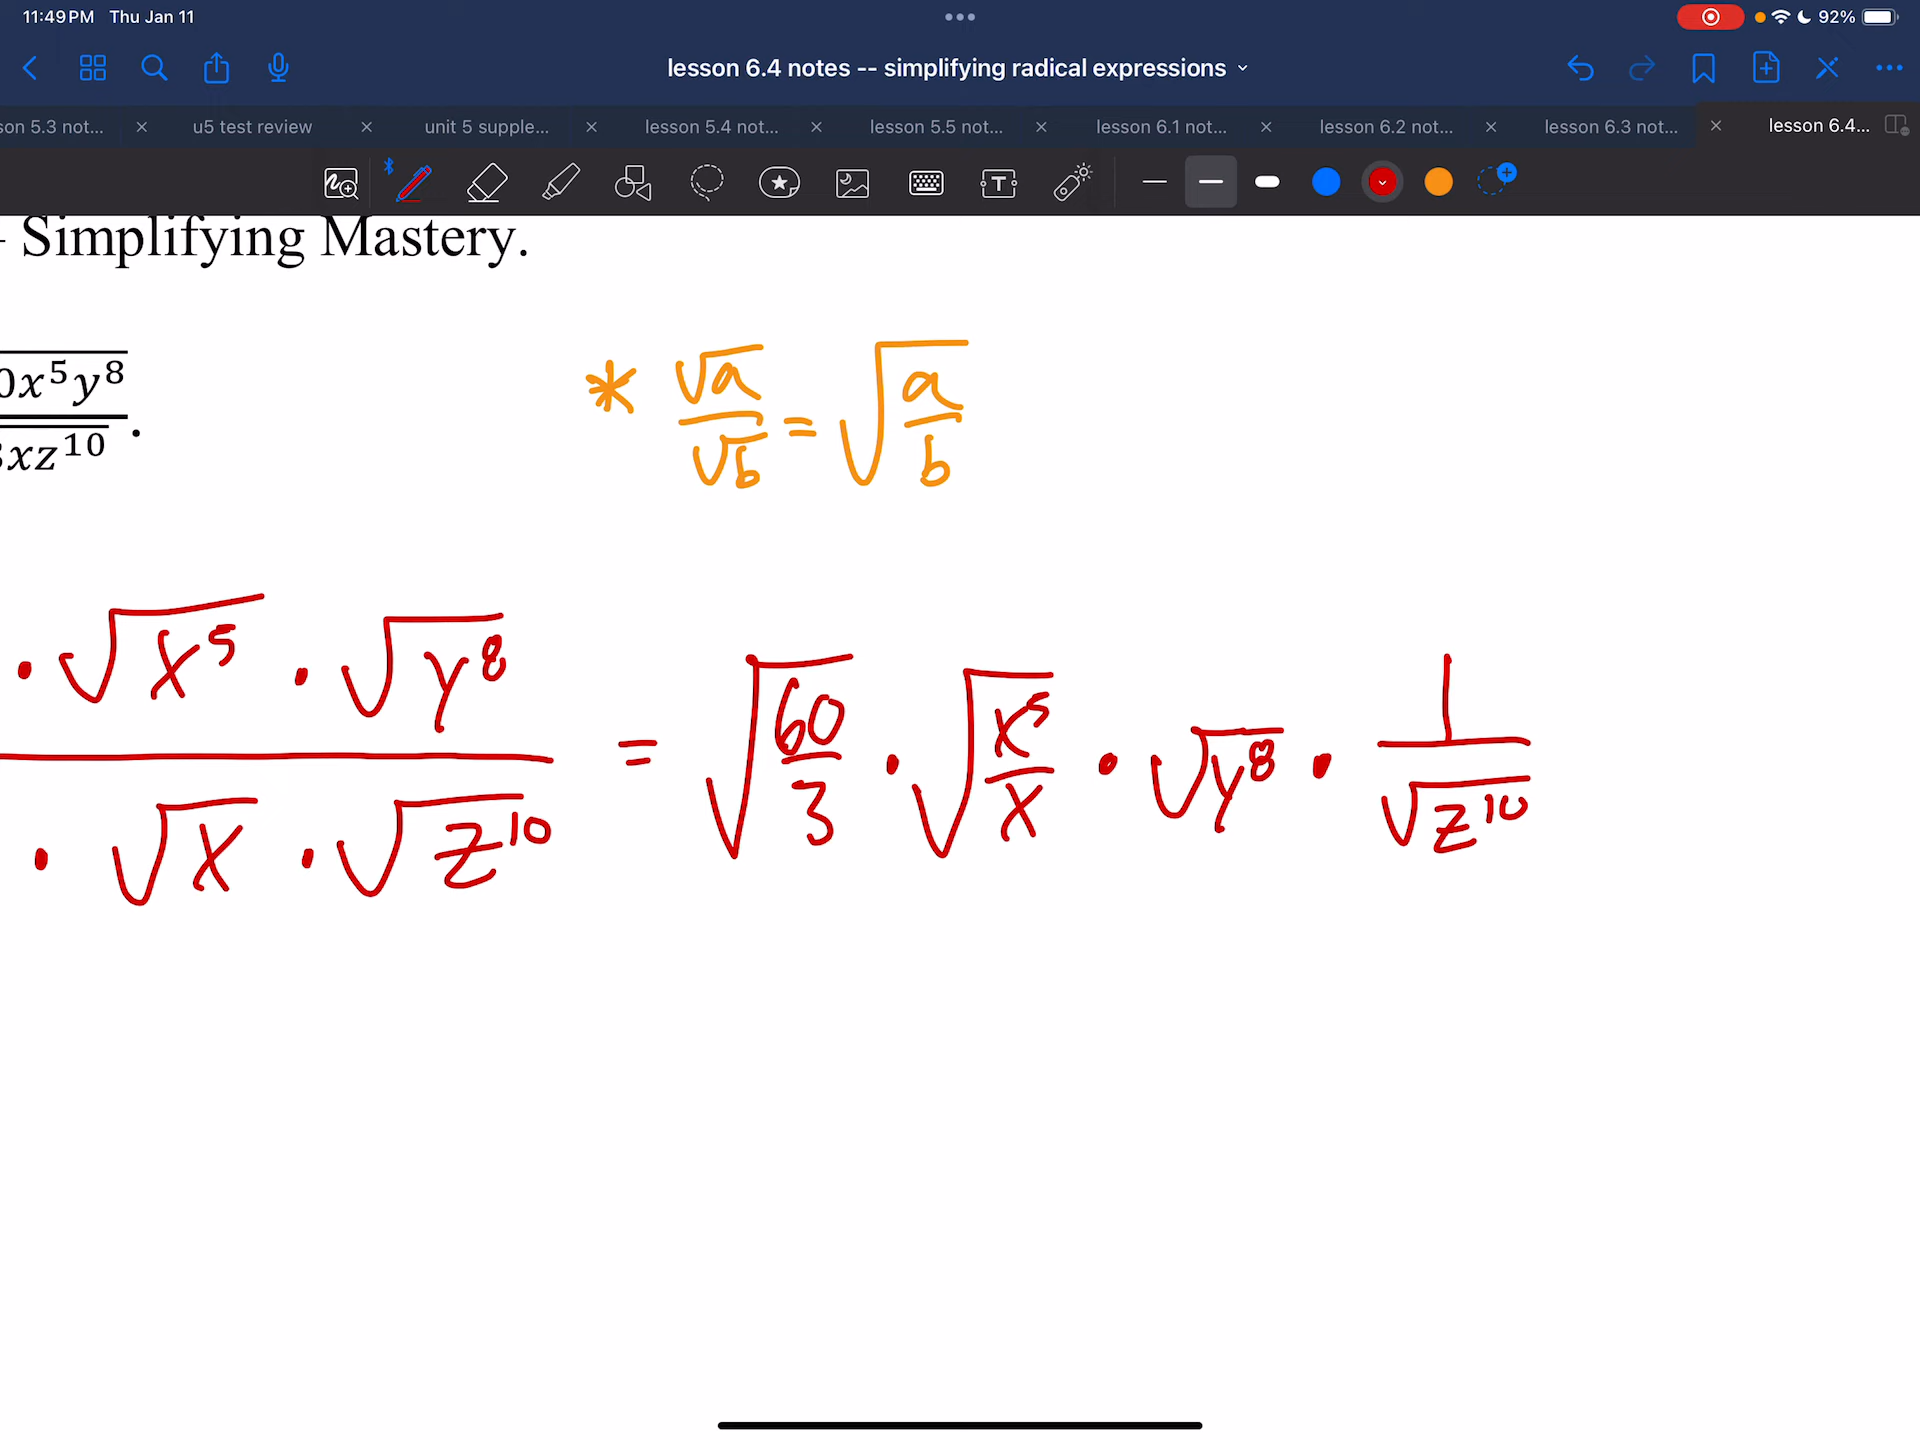 11:49 PM Thu Jan 11 92%
lesson 6.4 notes -- simplifying radical expressions
son 5.3 not... u5 test review unit 5 supple... lesson 5.4 not... lesson 5.5 not... lesson 6.1 not... lesson 6.2 not... lesson 6.3 not... lesson 6.4...
Simplifying Mastery.
0x⁵y⁸ / 3xz¹⁰ .
* √a / √b = √(a/b)
· √x⁵ · √y⁸ / · √x · √z¹⁰ = √(60/3) · √(x⁵/x) · √y⁸ · 1/√z¹⁰